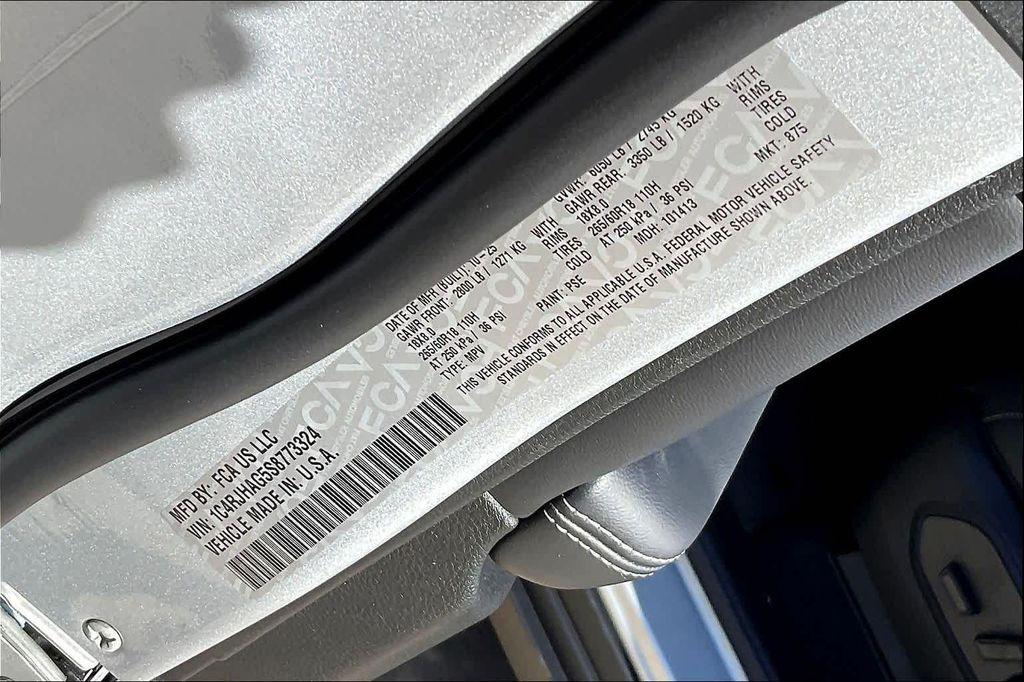 MFD BY: FCA US LLC
VIN: 1C4RJHAG5S8773324
VEHICLE MADE IN: U.S.A.
DATE OF MFR (BUILT):
GVWR: 6050 LB / 2745 KG
GAWR FRONT: 2800 LB / 1271 KG WITH GAWR REAR: 3350 LB / 1520 KG WITH
18X8.0 RIMS 18X8.0 RIMS
265/60R18 110H TIRES 265/60R18 110H TIRES
AT 250 kPa / 36 PSI COLD AT 250 kPa / 36 PSI COLD
TYPE: MPV PAINT: PSE MDH: 101413 MKT: 875
THIS VEHICLE CONFORMS TO ALL APPLICABLE U.S.A. FEDERAL MOTOR VEHICLE SAFETY
STANDARDS IN EFFECT ON THE DATE OF MANUFACTURE SHOWN ABOVE.